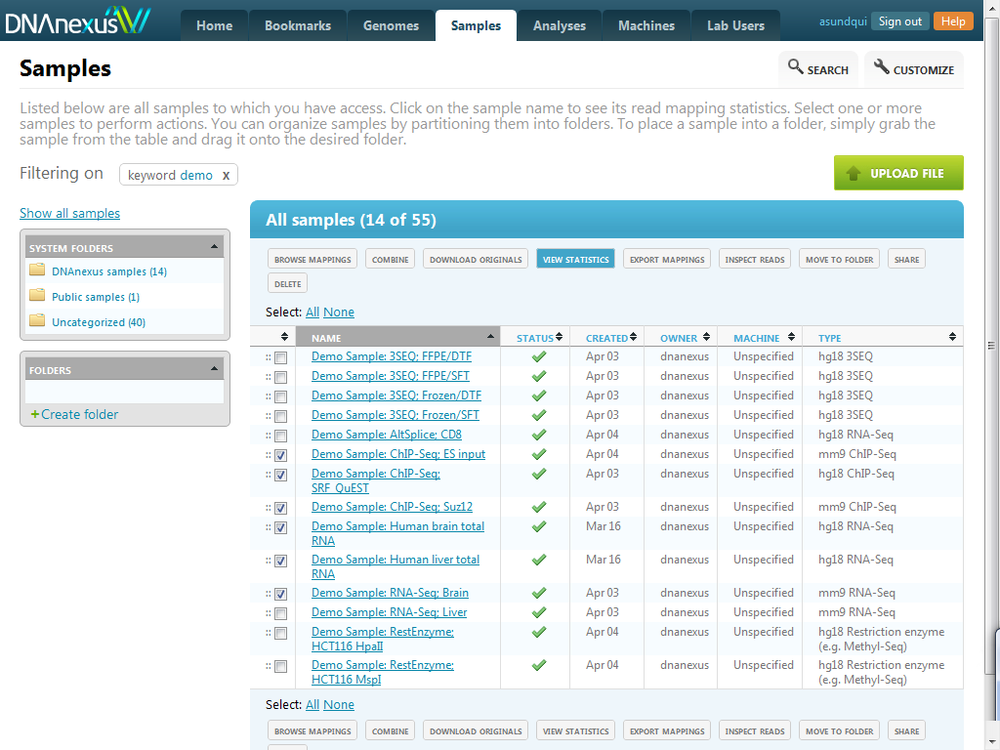 DNAnexus
Home Bookmarks Genomes Samples Analyses Machines Lab Users
asundqui Sign out Help
Samples
SEARCH CUSTOMIZE
Listed below are all samples to which you have access. Click on the sample name to see its read mapping statistics. Select one or more
samples to perform actions. You can organize samples by partitioning them into folders. To place a sample into a folder, simply grab the
sample from the table and drag it onto the desired folder.
Filtering on keyword demo x
UPLOAD FILE
Show all samples
SYSTEM FOLDERS
DNAnexus samples (14)
Public samples (1)
Uncategorized (40)
FOLDERS
+Create folder
All samples (14 of 55)
BROWSE MAPPINGS COMBINE DOWNLOAD ORIGINALS VIEW STATISTICS EXPORT MAPPINGS INSPECT READS MOVE TO FOLDER SHARE
DELETE
Select: All None
NAME STATUS CREATED OWNER MACHINE TYPE
Demo Sample: 3SEQ; FFPE/DTF Apr 03 dnanexus Unspecified hg18 3SEQ
Demo Sample: 3SEQ; FFPE/SFT Apr 03 dnanexus Unspecified hg18 3SEQ
Demo Sample: 3SEQ; Frozen/DTF Apr 03 dnanexus Unspecified hg18 3SEQ
Demo Sample: 3SEQ; Frozen/SFT Apr 03 dnanexus Unspecified hg18 3SEQ
Demo Sample: AltSplice; CD8 Apr 04 dnanexus Unspecified hg18 RNA-Seq
Demo Sample: ChIP-Seq; ES input Apr 04 dnanexus Unspecified mm9 ChIP-Seq
Demo Sample: ChIP-Seq; Apr 03 dnanexus Unspecified hg18 ChIP-Seq
SRF_QuEST
Demo Sample: ChIP-Seq; Suz12 Apr 03 dnanexus Unspecified mm9 ChIP-Seq
Demo Sample: Human brain total Mar 16 dnanexus Unspecified hg18 RNA-Seq
RNA
Demo Sample: Human liver total Mar 16 dnanexus Unspecified hg18 RNA-Seq
RNA
Demo Sample: RNA-Seq; Brain Apr 03 dnanexus Unspecified mm9 RNA-Seq
Demo Sample: RNA-Seq; Liver Apr 03 dnanexus Unspecified mm9 RNA-Seq
Demo Sample: RestEnzyme; Apr 04 dnanexus Unspecified hg18 Restriction enzyme
HCT116 HpaII (e.g. Methyl-Seq)
Demo Sample: RestEnzyme; Apr 04 dnanexus Unspecified hg18 Restriction enzyme
HCT116 MspI (e.g. Methyl-Seq)
Select: All None
BROWSE MAPPINGS COMBINE DOWNLOAD ORIGINALS VIEW STATISTICS EXPORT MAPPINGS INSPECT READS MOVE TO FOLDER SHARE